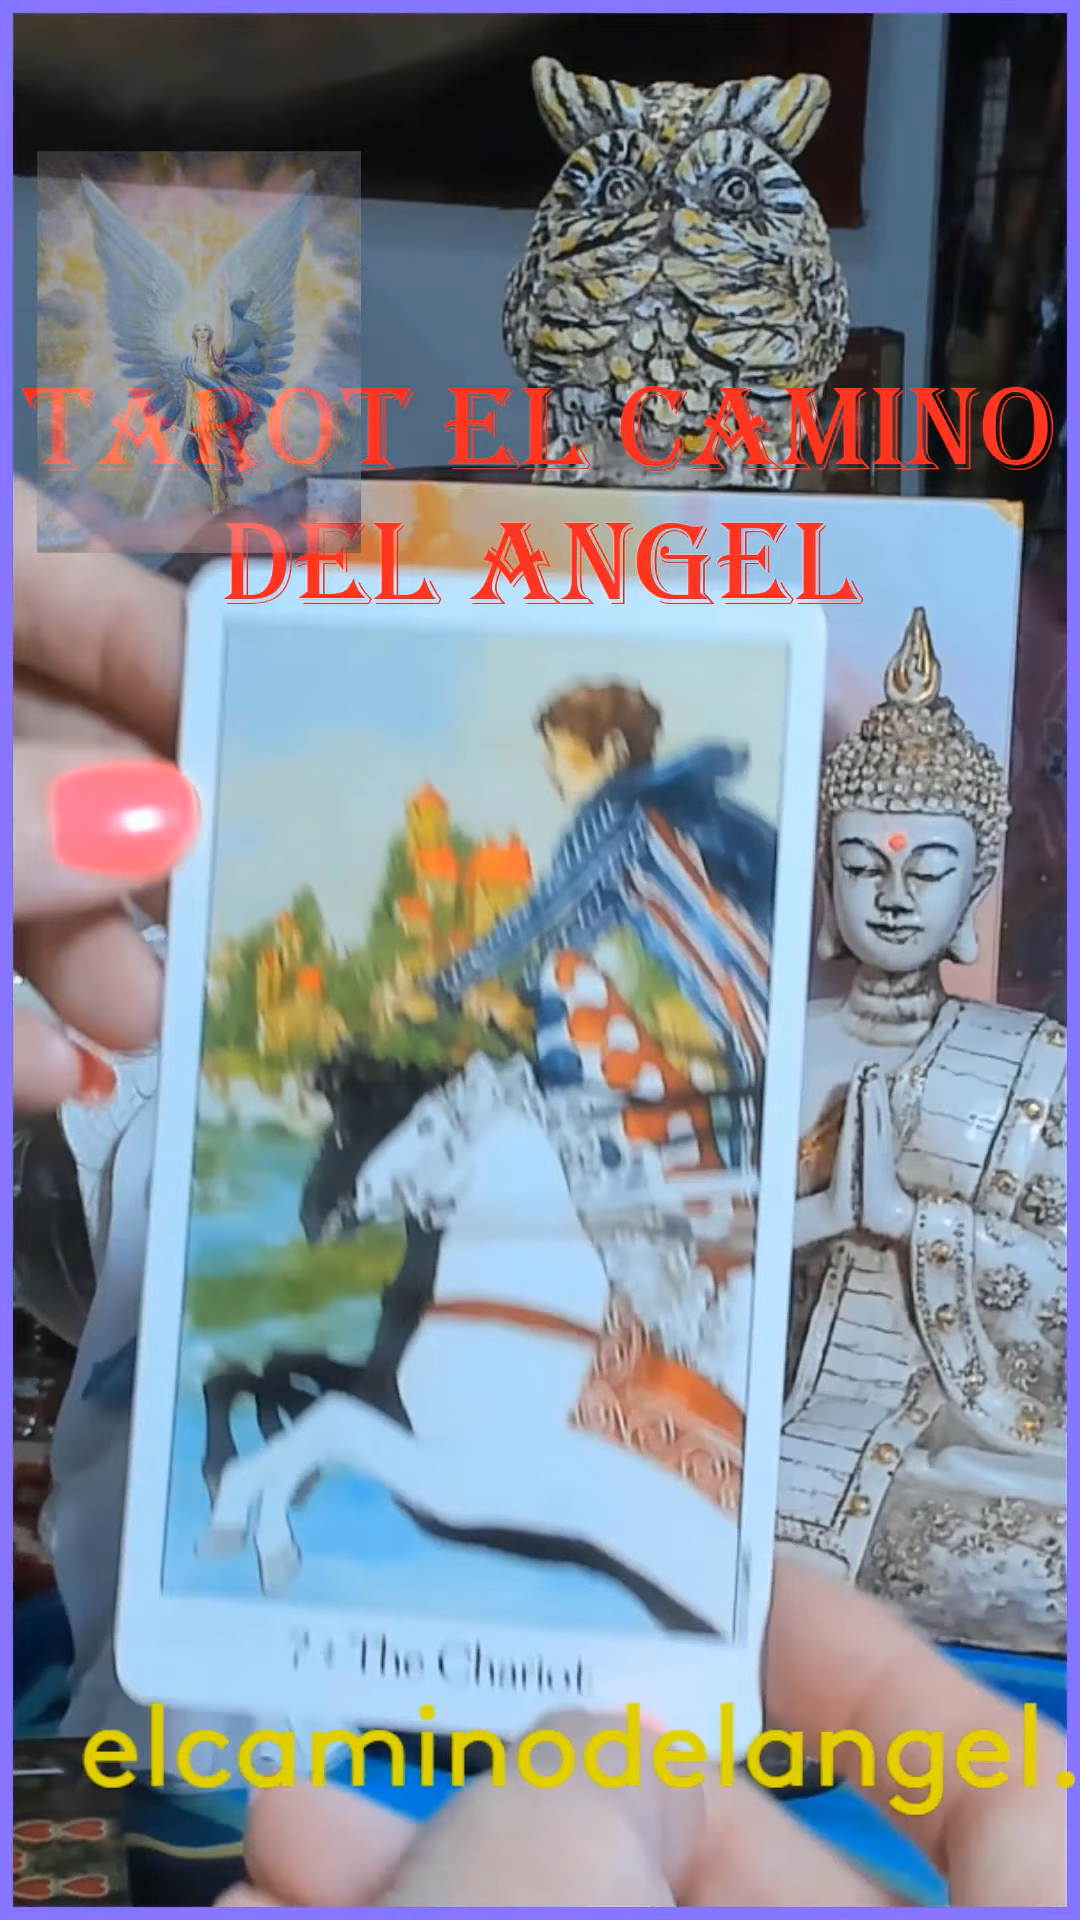 TAROT EL CAMINO
DEL ANGEL
7 • The Chariot
elcaminodelangel.